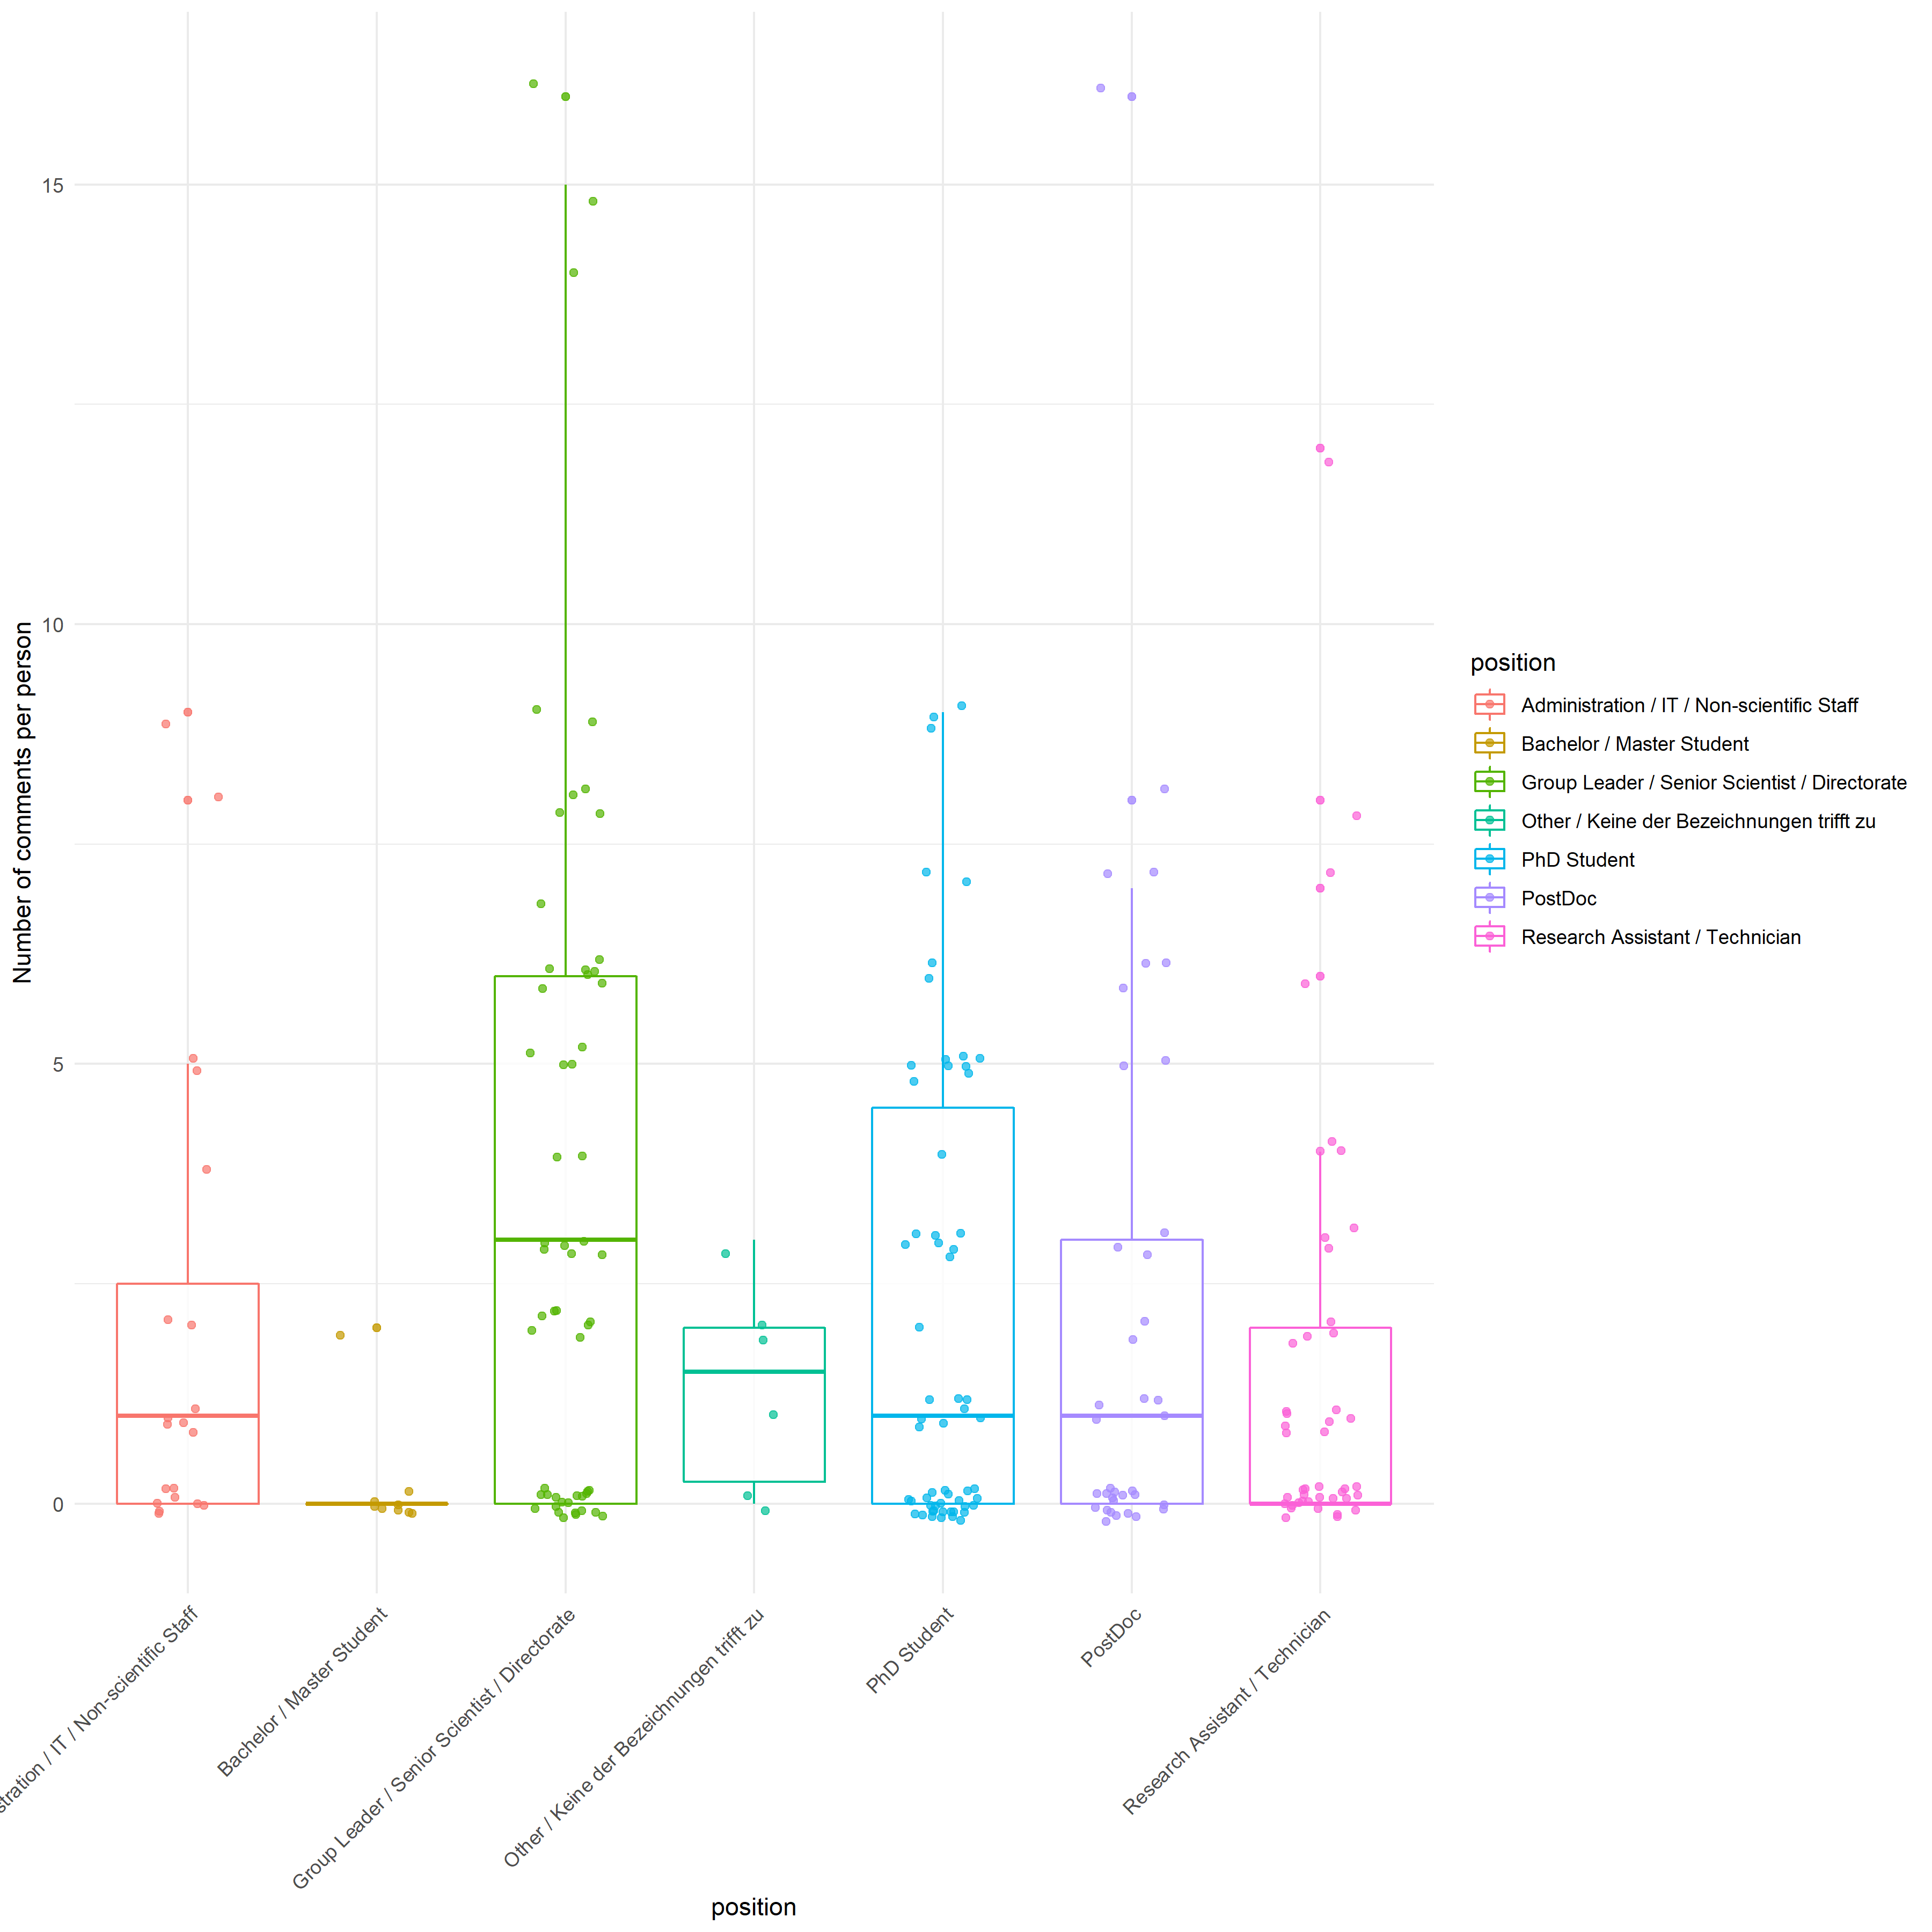 15
10
5
0
Number of comments per person
stration / IT / Non-scientific Staff
Bachelor / Master Student
Group Leader / Senior Scientist / Directorate
Other / Keine der Bezeichnungen trifft zu
PhD Student
PostDoc
Research Assistant / Technician
position
position
Administration / IT / Non-scientific Staff
Bachelor / Master Student
Group Leader / Senior Scientist / Directorate
Other / Keine der Bezeichnungen trifft zu
PhD Student
PostDoc
Research Assistant / Technician